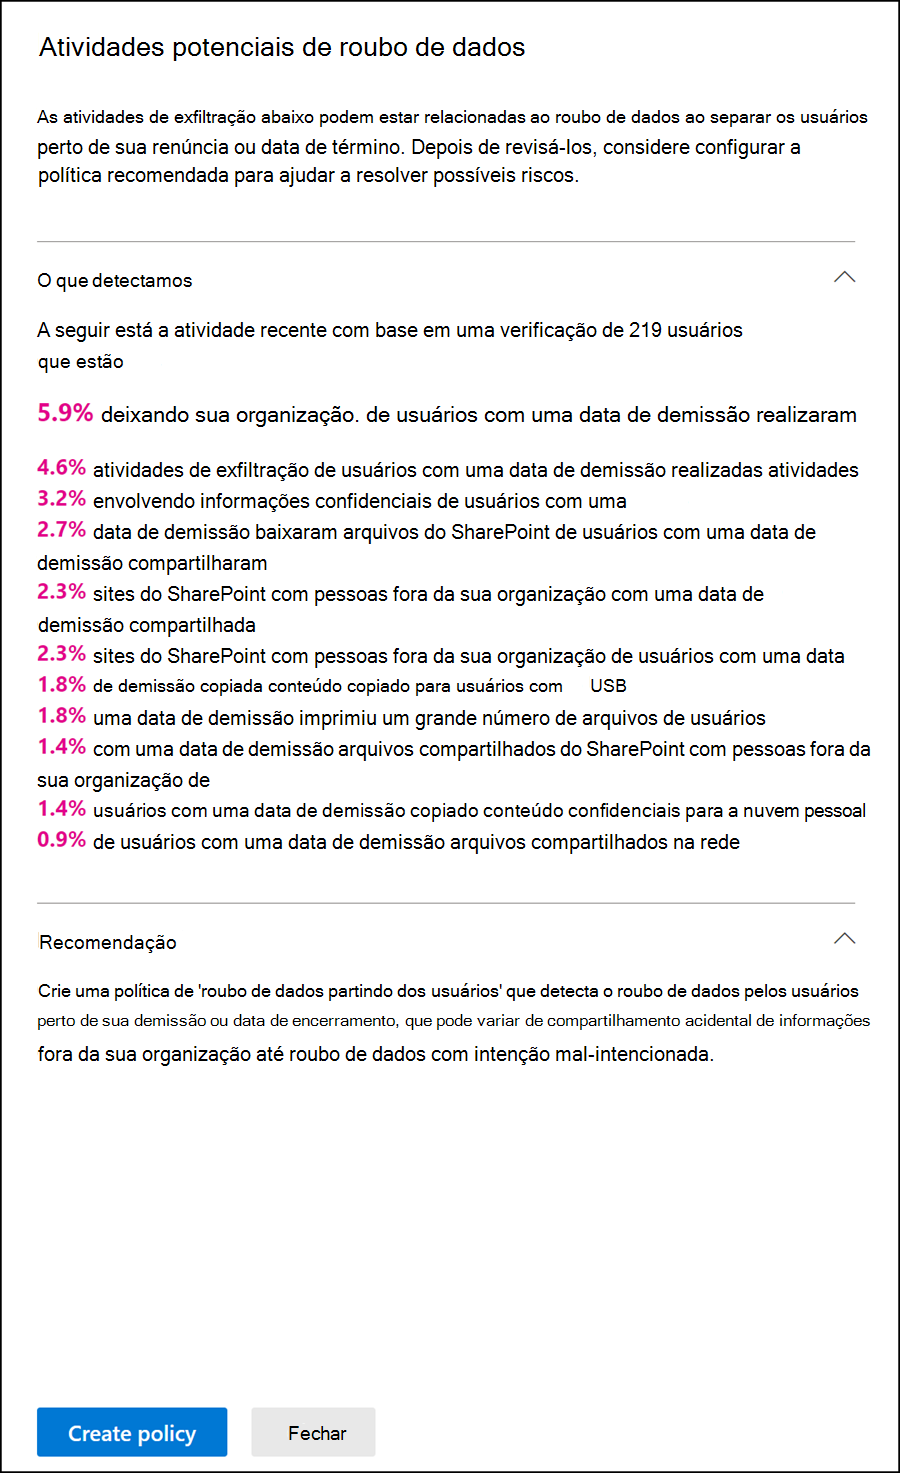 Atividades potenciais de roubo de dados
As atividades de exfiltração abaixo podem estar relacionadas ao roubo de dados ao separar os usuários
perto de sua renúncia ou data de término. Depois de revisá-los, considere configurar a
política recomendada para ajudar a resolver possíveis riscos.
O que detectamos
A seguir está a atividade recente com base em uma verificação de 219 usuários
que estão
5.9% deixando sua organização. de usuários com uma data de demissão realizaram
4.6% atividades de exfiltração de usuários com uma data de demissão realizadas atividades
3.2% envolvendo informações confidenciais de usuários com uma
2.7% data de demissão baixaram arquivos do SharePoint de usuários com uma data de
demissão compartilharam
2.3% sites do SharePoint com pessoas fora da sua organização com uma data de
demissão compartilhada
2.3% sites do SharePoint com pessoas fora da sua organização de usuários com uma data
1.8% de demissão copiada conteúdo copiado para usuários com USB
1.8% uma data de demissão imprimiu um grande número de arquivos de usuários
1.4% com uma data de demissão arquivos compartilhados do SharePoint com pessoas fora da
sua organização de
1.4% usuários com uma data de demissão copiado conteúdo confidenciais para a nuvem pessoal
0.9% de usuários com uma data de demissão arquivos compartilhados na rede
Recomendação
Crie uma política de 'roubo de dados partindo dos usuários' que detecta o roubo de dados pelos usuários
perto de sua demissão ou data de encerramento, que pode variar de compartilhamento acidental de informações
fora da sua organização até roubo de dados com intenção mal-intencionada.
Create policy Fechar